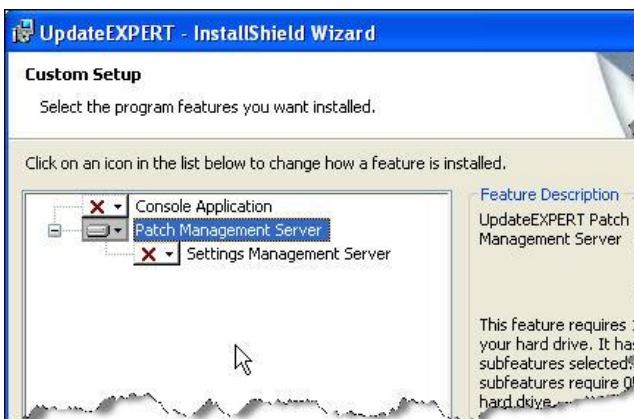 UpdateEXPERT - InstallShield Wizard
Custom Setup
Select the program features you want installed.
Click on an icon in the list below to change how a feature is installed.
Console Application
Patch Management Server
Settings Management Server
Feature Description
UpdateEXPERT Patch
Management Server
This feature requires
your hard drive. It has
subfeatures selected.
subfeatures require
hard drive.